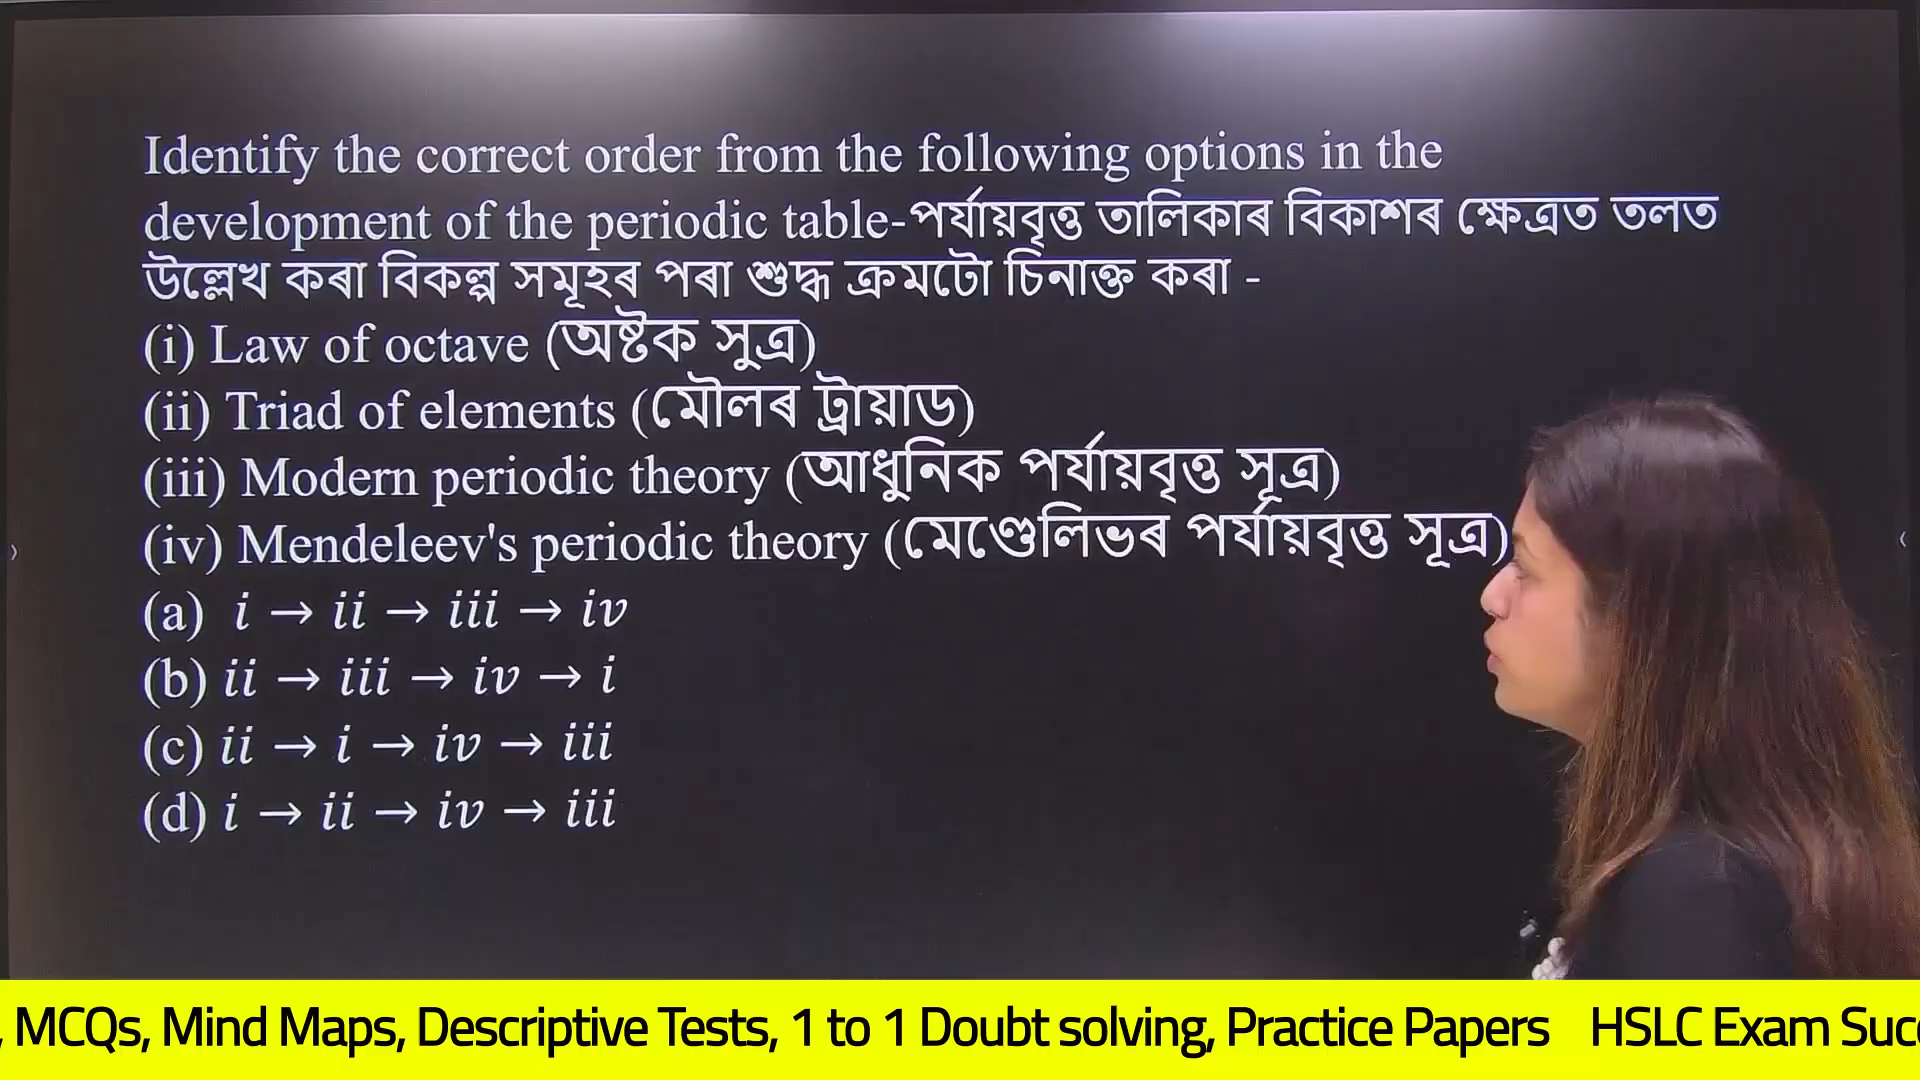 Identify the correct order from the following options in the
development of the periodic table-পৰ্যায়বৃত্ত তালিকাৰ বিকাশৰ ক্ষেত্ৰত তলত
উল্লেখ কৰা বিকল্প সমূহৰ পৰা শুদ্ধ ক্ৰমটো চিনাক্ত কৰা -
(i) Law of octave (অষ্টক সুত্ৰ)
(ii) Triad of elements (মৌলৰ ট্ৰায়াড)
(iii) Modern periodic theory (আধুনিক পৰ্যায়বৃত্ত সূত্ৰ)
(iv) Mendeleev's periodic theory (মেণ্ডেলিভৰ পৰ্যায়বৃত্ত সূত্ৰ)
(a) i → ii → iii → iv
(b) ii → iii → iv → i
(c) ii → i → iv → iii
(d) i → ii → iv → iii
, MCQs, Mind Maps, Descriptive Tests, 1 to 1 Doubt solving, Practice Papers HSLC Exam